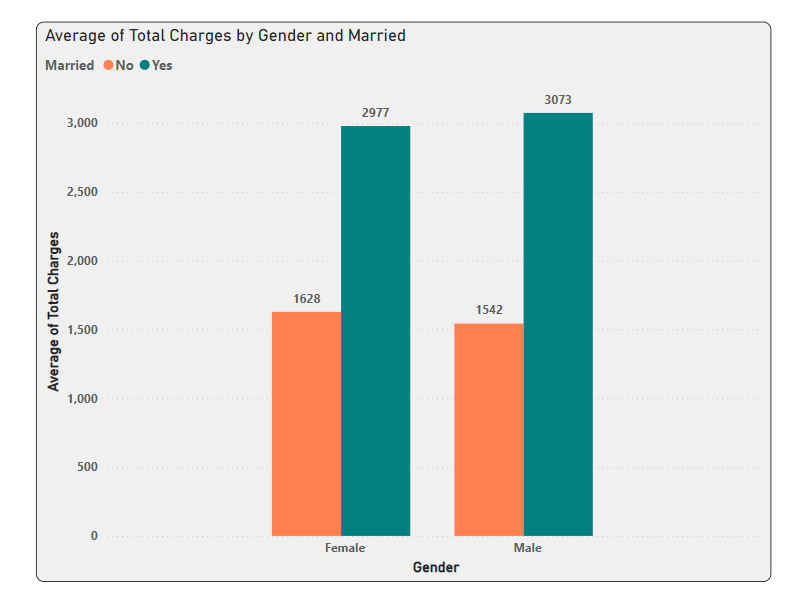 Average of Total Charges by Gender and Married
Married No Yes
3073
2977
3,000
2,500
2,000
1628
1542
1,500
1,000
500
0
Average of Total Charges
Female Male
Gender